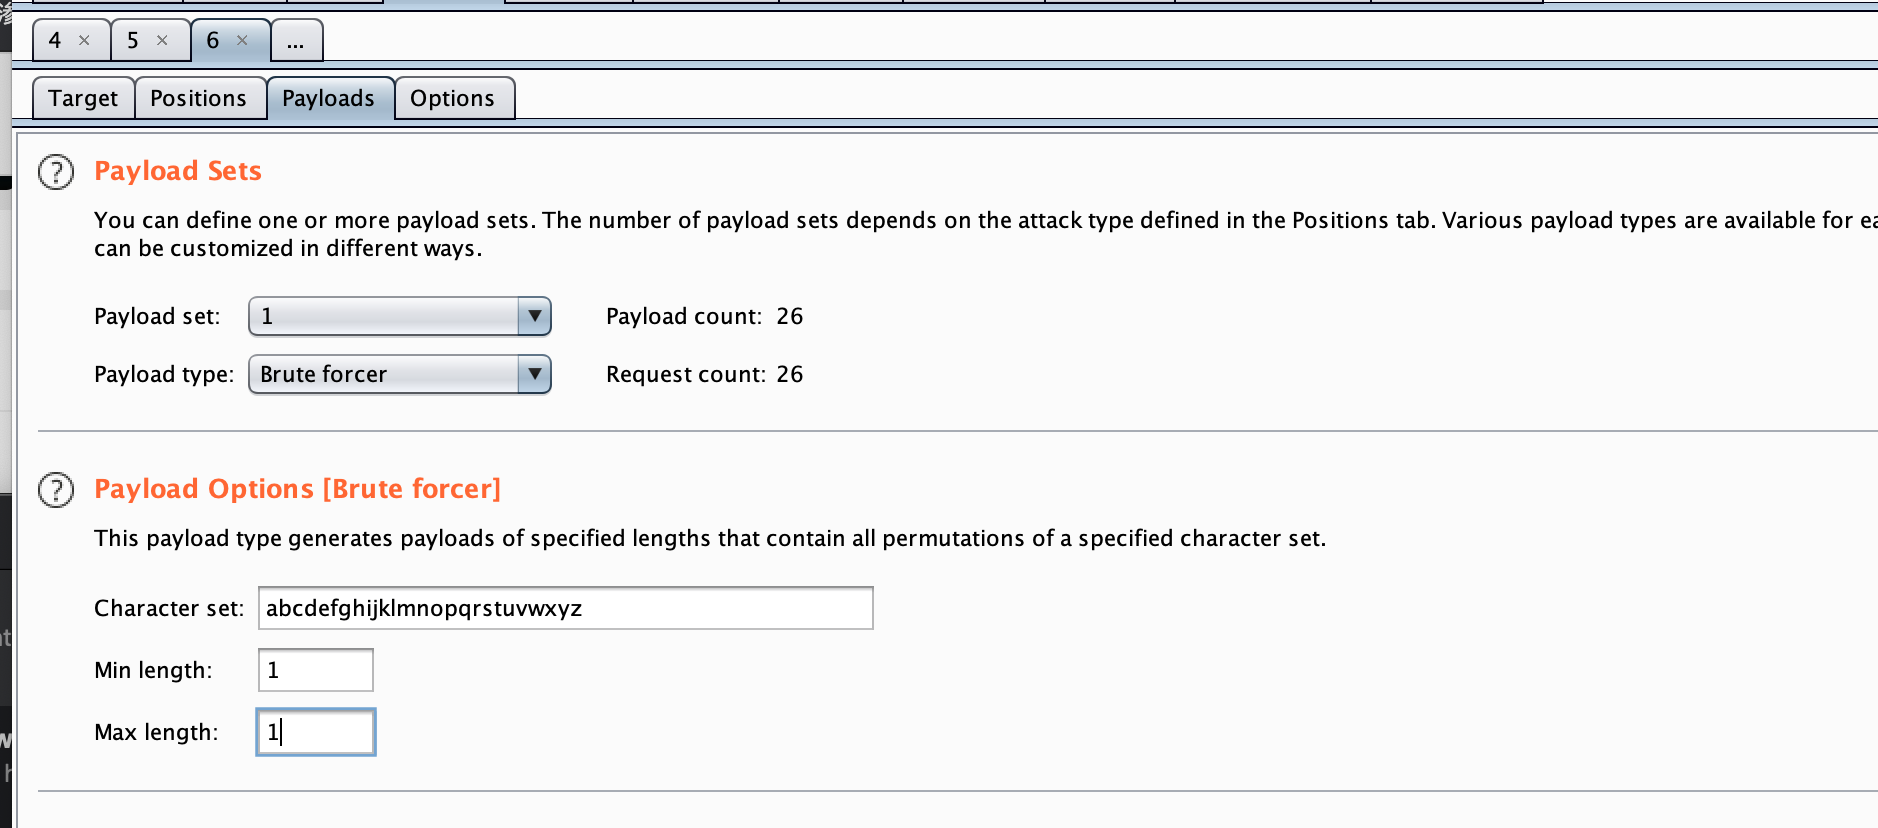 4 × 5 × 6 × ...
Target Positions Payloads Options
? Payload Sets
You can define one or more payload sets. The number of payload sets depends on the attack type defined in the Positions tab. Various payload types are available for
can be customized in different ways.
Payload set: 1 Payload count: 26
Payload type: Brute forcer Request count: 26
? Payload Options [Brute forcer]
This payload type generates payloads of specified lengths that contain all permutations of a specified character set.
Character set: abcdefghijklmnopqrstuvwxyz
Min length: 1
Max length: 1